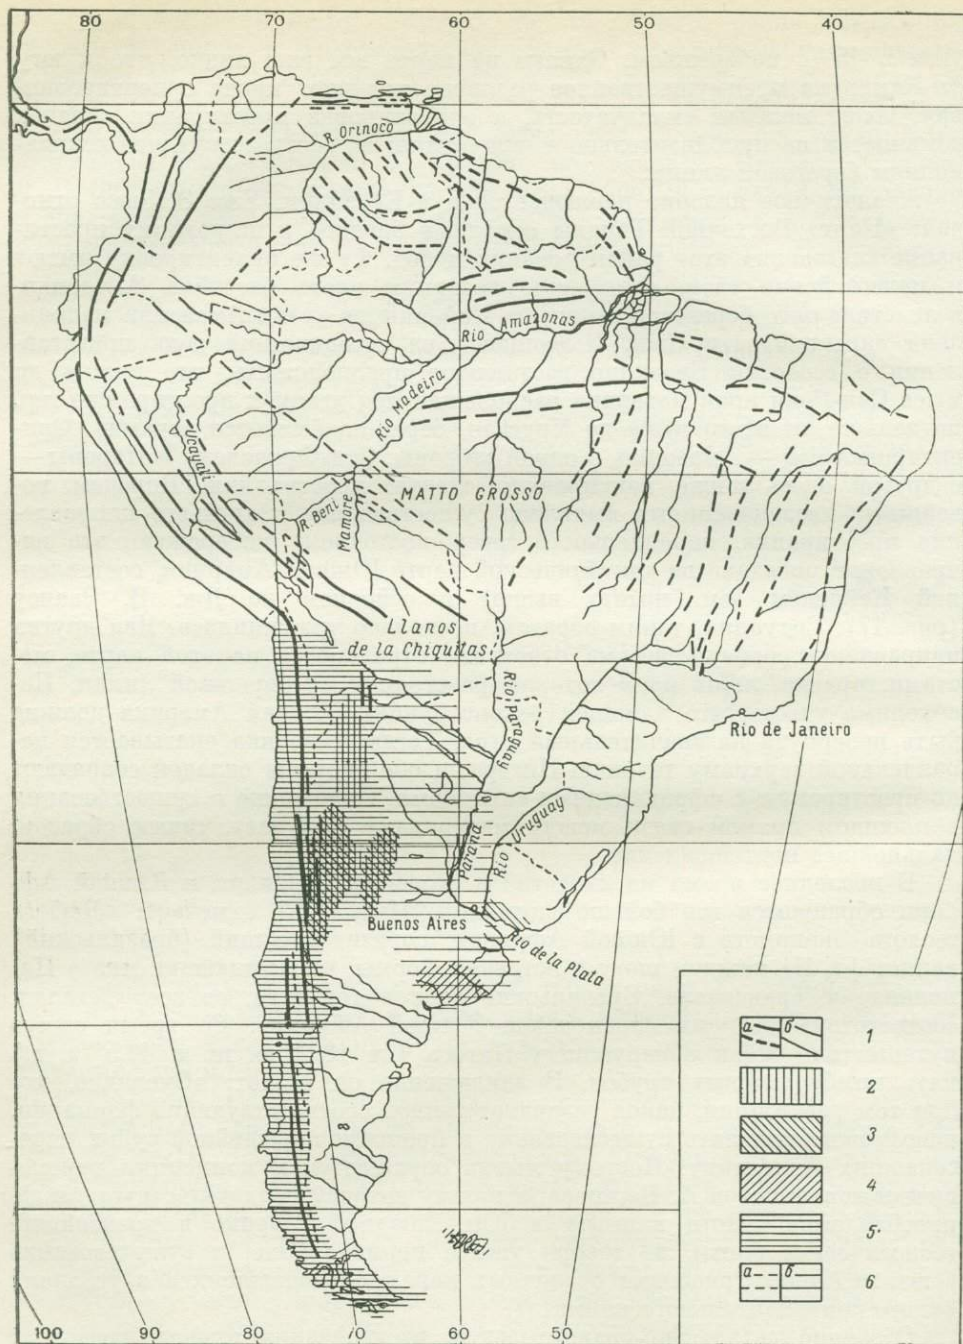 80 70 60 50 40
R. Orinoco
Rio Amazonas
Rio Madeira
Ucayali
R. Beni
Mamore
MATTO GROSSO
Llanos
de la Chiquitas
Rio Paraguay
Rio de Janeiro
Rio Uruguay
Parana
Buenos Aires
Rio de la Plata
а б 1
2
3
4
5
а б 6
100 90 80 70 60 50